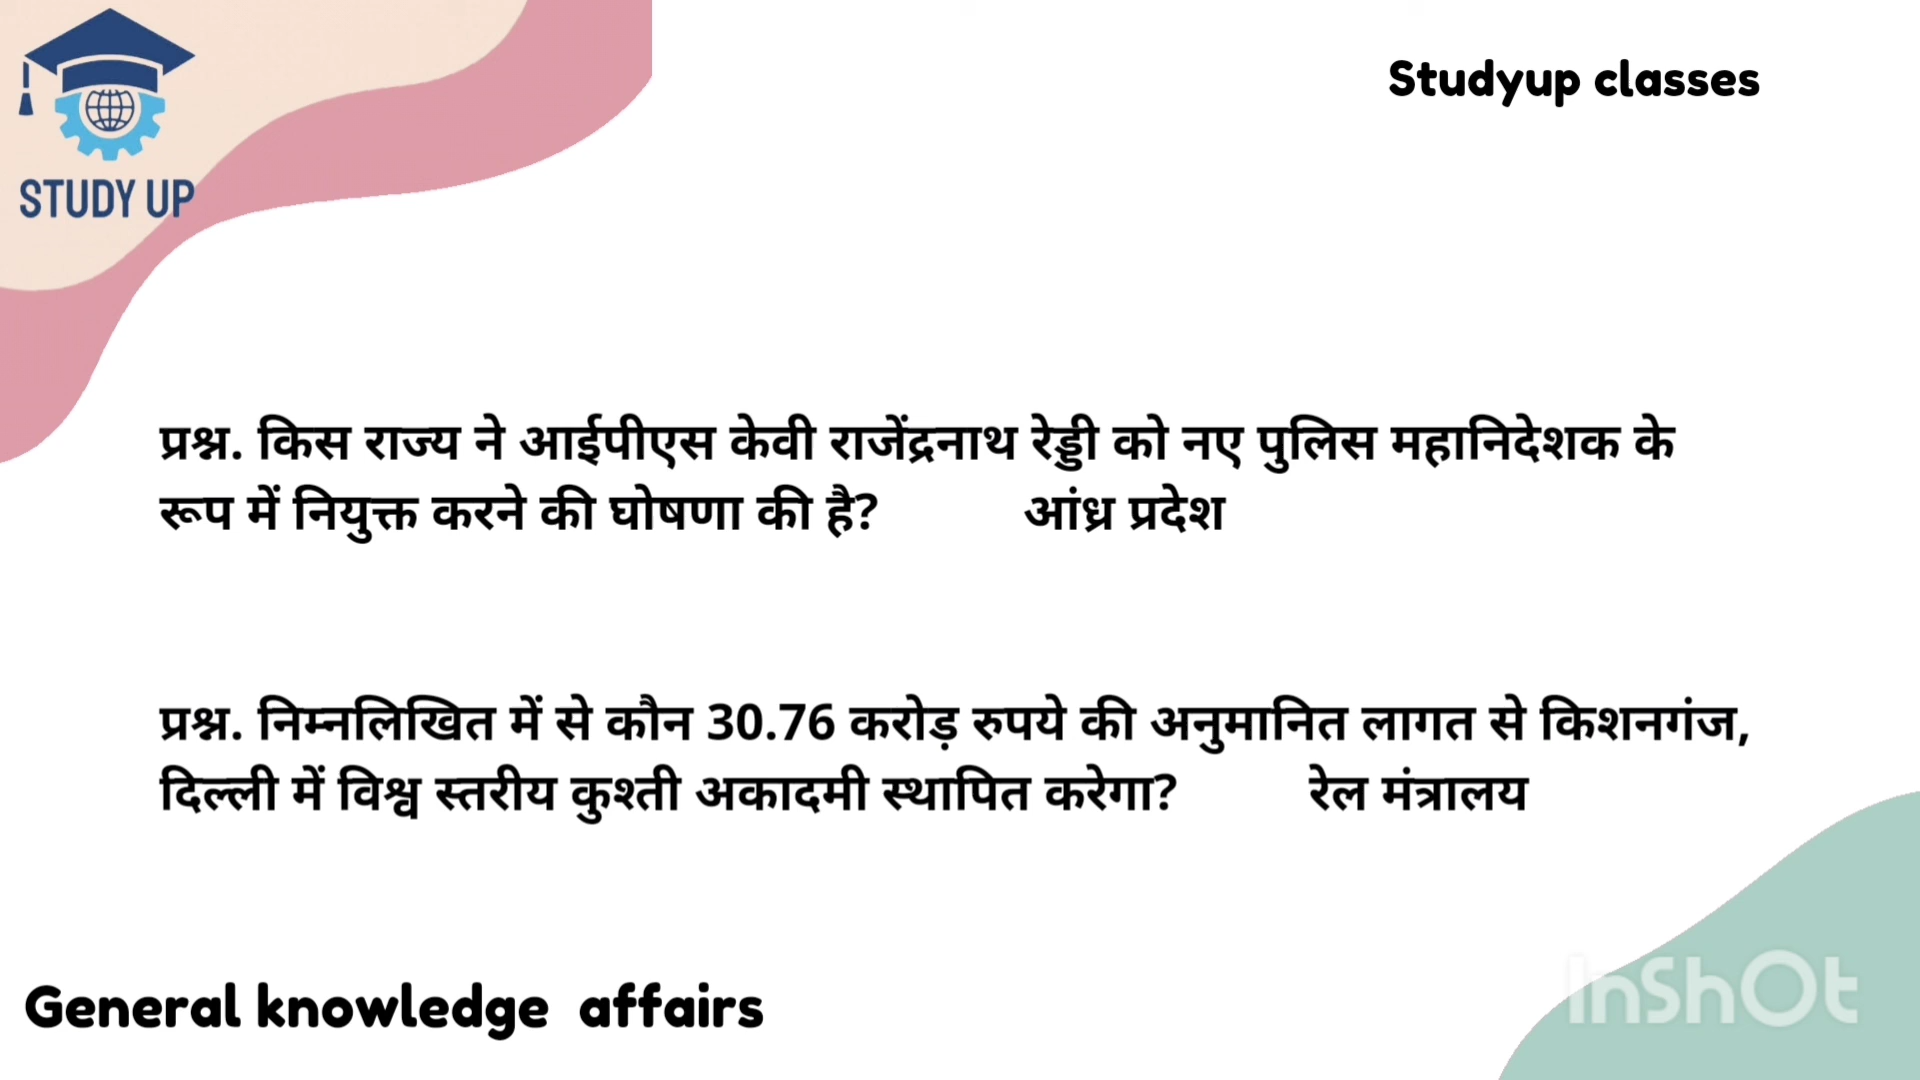 STUDY UP
Studyup classes
प्रश्न. किस राज्य ने आईपीएस केवी राजेंद्रनाथ रेड्डी को नए पुलिस महानिदेशक के
रूप में नियुक्त करने की घोषणा की है? आंध्र प्रदेश
प्रश्न. निम्नलिखित में से कौन 30.76 करोड़ रुपये की अनुमानित लागत से किशनगंज,
दिल्ली में विश्व स्तरीय कुश्ती अकादमी स्थापित करेगा? रेल मंत्रालय
General knowledge affairs
InShOt